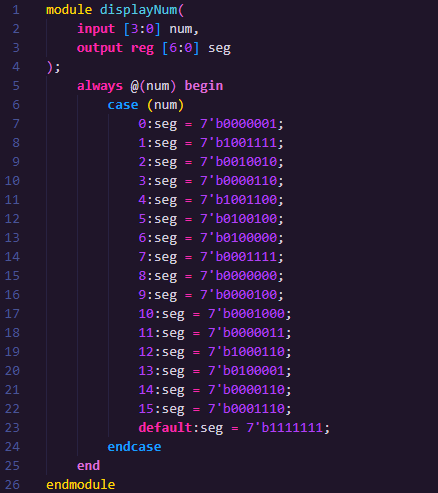 1 module displayNum(
2 input [3:0] num,
3 output reg [6:0] seg
4 );
5 always @(num) begin
6 case (num)
7 0:seg = 7'b0000001;
8 1:seg = 7'b1001111;
9 2:seg = 7'b0010010;
10 3:seg = 7'b0000110;
11 4:seg = 7'b1001100;
12 5:seg = 7'b0100100;
13 6:seg = 7'b0100000;
14 7:seg = 7'b0001111;
15 8:seg = 7'b0000000;
16 9:seg = 7'b0000100;
17 10:seg = 7'b0001000;
18 11:seg = 7'b0000011;
19 12:seg = 7'b1000110;
20 13:seg = 7'b0100001;
21 14:seg = 7'b0000110;
22 15:seg = 7'b0001110;
23 default:seg = 7'b1111111;
24 endcase
25 end
26 endmodule